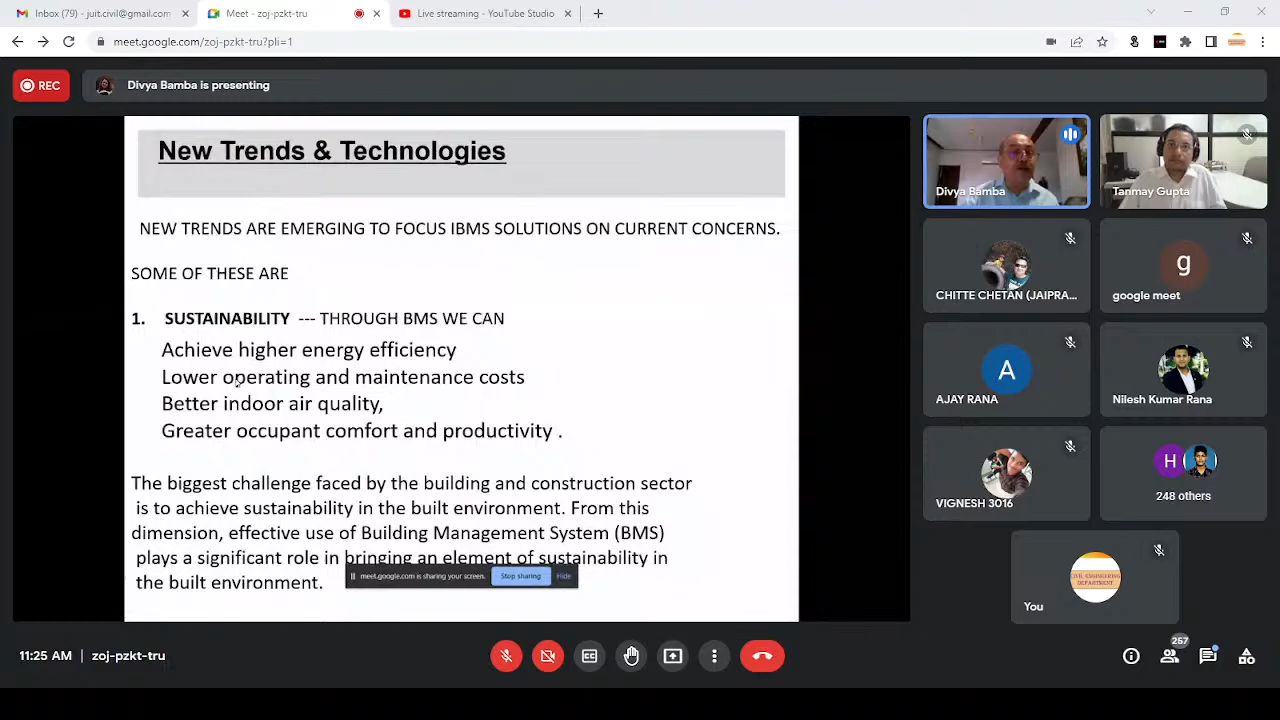 Inbox (79) - juit.civil@gmail.com
Meet - zoj-pzkt-tru
Live streaming - YouTube Studio
meet.google.com/zoj-pzkt-tru?pli=1
REC
Divya Bamba is presenting
New Trends & Technologies
NEW TRENDS ARE EMERGING TO FOCUS IBMS SOLUTIONS ON CURRENT CONCERNS.
SOME OF THESE ARE
1. SUSTAINABILITY --- THROUGH BMS WE CAN
Achieve higher energy efficiency
Lower operating and maintenance costs
Better indoor air quality,
Greater occupant comfort and productivity .
The biggest challenge faced by the building and construction sector
is to achieve sustainability in the built environment. From this
dimension, effective use of Building Management System (BMS)
plays a significant role in bringing an element of sustainability in
the built environment.
meet.google.com is sharing your screen.
Stop sharing
Hide
Divya Bamba
Tanmay Gupta
CHITTE CHETAN (JAIPRA...
g
google meet
A
AJAY RANA
Nilesh Kumar Rana
VIGNESH 3016
H
248 others
CIVIL ENGINEERING
DEPARTMENT
You
11:25 AM | zoj-pzkt-tru
257